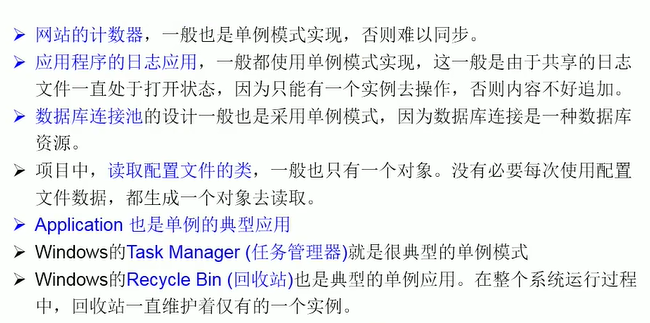 ➢ 网站的计数器，一般也是单例模式实现，否则难以同步。
➢ 应用程序的日志应用，一般都使用单例模式实现，这一般是由于共享的日志
文件一直处于打开状态，因为只能有一个实例去操作，否则内容不好追加。
➢ 数据库连接池的设计一般也是采用单例模式，因为数据库连接是一种数据库
资源。
➢ 项目中，读取配置文件的类，一般也只有一个对象。没有必要每次使用配置
文件数据，都生成一个对象去读取。
➢ Application 也是单例的典型应用
➢ Windows的Task Manager (任务管理器)就是很典型的单例模式
➢ Windows的Recycle Bin (回收站)也是典型的单例应用。在整个系统运行过程
中，回收站一直维护着仅有的一个实例。